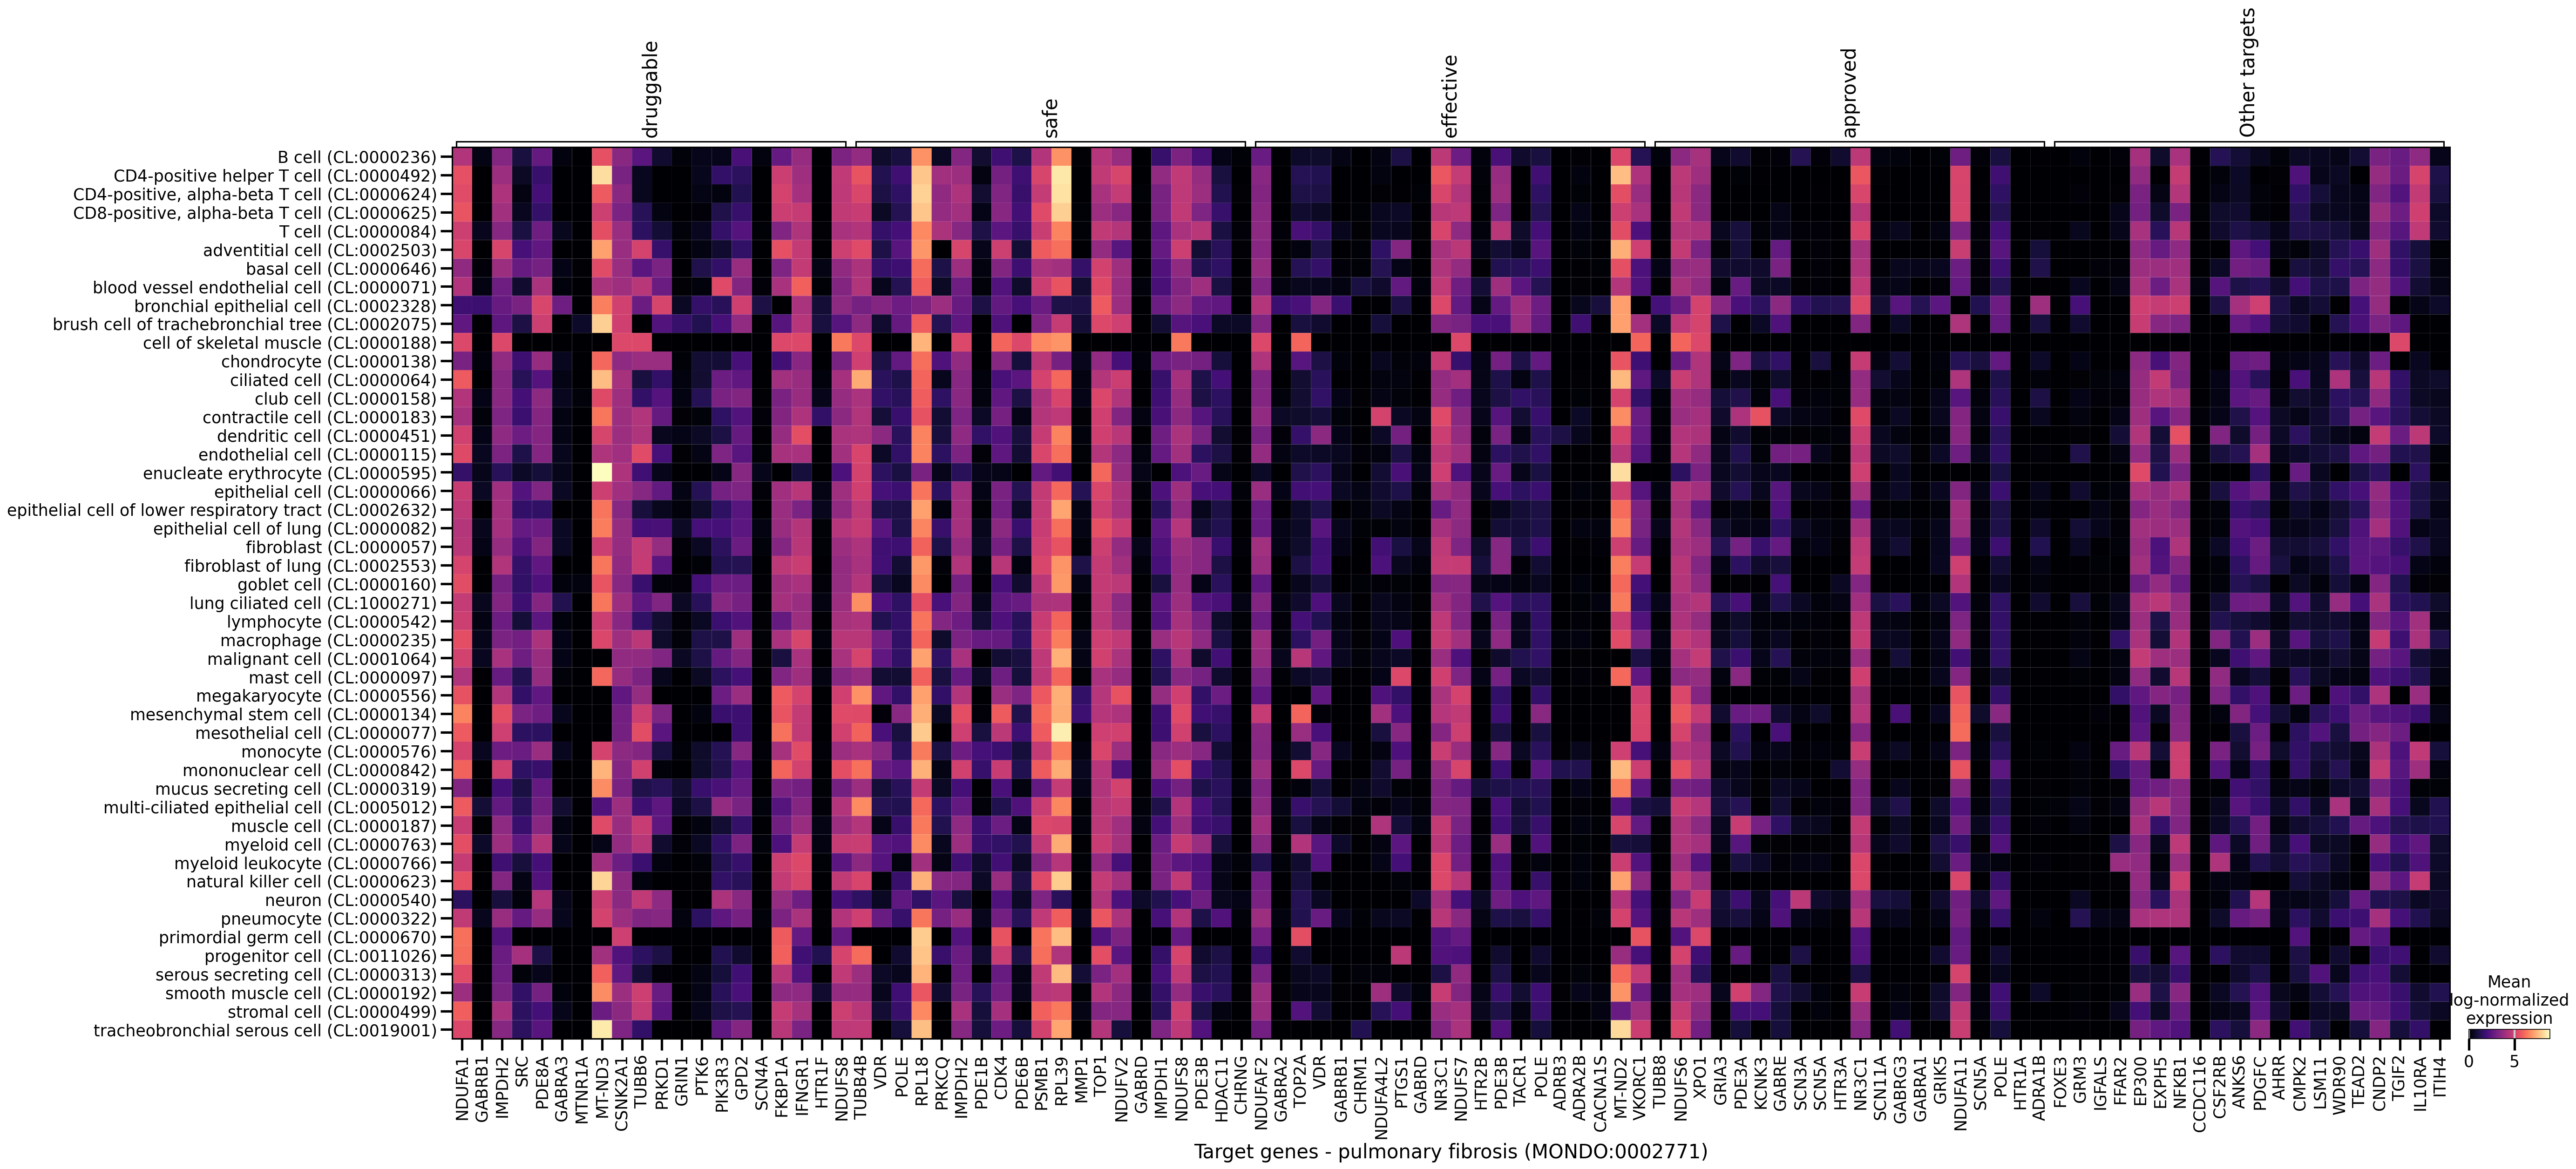 druggable
safe
effective
approved
Other targets
B cell (CL:0000236)
CD4-positive helper T cell (CL:0000492)
CD4-positive, alpha-beta T cell (CL:0000624)
CD8-positive, alpha-beta T cell (CL:0000625)
T cell (CL:0000084)
adventitial cell (CL:0002503)
basal cell (CL:0000646)
blood vessel endothelial cell (CL:0000071)
bronchial epithelial cell (CL:0002328)
brush cell of trachebronchial tree (CL:0002075)
cell of skeletal muscle (CL:0000188)
chondrocyte (CL:0000138)
ciliated cell (CL:0000064)
club cell (CL:0000158)
contractile cell (CL:0000183)
dendritic cell (CL:0000451)
endothelial cell (CL:0000115)
enucleate erythrocyte (CL:0000595)
epithelial cell (CL:0000066)
epithelial cell of lower respiratory tract (CL:0002632)
epithelial cell of lung (CL:0000082)
fibroblast (CL:0000057)
fibroblast of lung (CL:0002553)
goblet cell (CL:0000160)
lung ciliated cell (CL:1000271)
lymphocyte (CL:0000542)
macrophage (CL:0000235)
malignant cell (CL:0001064)
mast cell (CL:0000097)
megakaryocyte (CL:0000556)
mesenchymal stem cell (CL:0000134)
mesothelial cell (CL:0000077)
monocyte (CL:0000576)
mononuclear cell (CL:0000842)
mucus secreting cell (CL:0000319)
multi-ciliated epithelial cell (CL:0005012)
muscle cell (CL:0000187)
myeloid cell (CL:0000763)
myeloid leukocyte (CL:0000766)
natural killer cell (CL:0000623)
neuron (CL:0000540)
pneumocyte (CL:0000322)
primordial germ cell (CL:0000670)
progenitor cell (CL:0011026)
serous secreting cell (CL:0000313)
smooth muscle cell (CL:0000192)
stromal cell (CL:0000499)
tracheobronchial serous cell (CL:0019001)
NDUFA1
GABRB1
IMPDH2
SRC
PDE8A
GABRA3
MTNR1A
MT-ND3
CSNK2A1
TUBB6
PRKD1
GRIN1
PTK6
PIK3R3
GPD2
SCN4A
FKBP1A
IFNGR1
HTR1F
NDUFS8
TUBB4B
VDR
POLE
RPL18
PRKCQ
IMPDH2
PDE1B
CDK4
PDE6B
PSMB1
RPL39
MMP1
TOP1
NDUFV2
GABRD
IMPDH1
NDUFS8
PDE3B
HDAC11
CHRNG
NDUFAF2
GABRA2
TOP2A
VDR
GABRB1
CHRM1
NDUFA4L2
PTGS1
GABRD
NR3C1
NDUFS7
HTR2B
PDE3B
TACR1
POLE
ADRB3
ADRA2B
CACNA1S
MT-ND2
VKORC1
TUBB8
NDUFS6
XPO1
GRIA3
PDE3A
KCNK3
GABRE
SCN3A
SCN5A
HTR3A
NR3C1
SCN11A
GABRG3
GABRA1
GRIK5
NDUFA11
SCN5A
POLE
HTR1A
ADRA1B
FOXE3
GRM3
IGFALS
FFAR2
EP300
EXPH5
NFKB1
CCDC116
CSF2RB
ANKS6
PDGFC
AHRR
CMPK2
LSM11
WDR90
TEAD2
CNDP2
TGIF2
IL10RA
ITIH4
Target genes - pulmonary fibrosis (MONDO:0002771)
Mean
log-normalized
expression
0 5